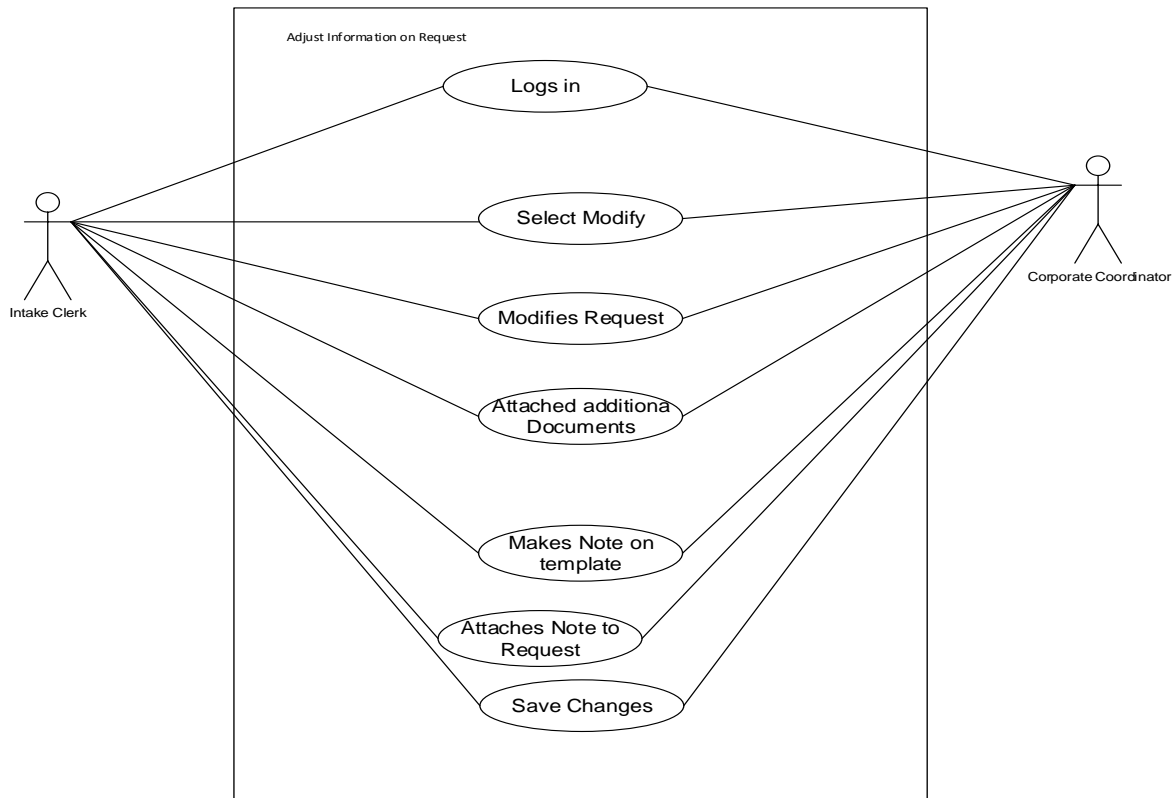 Adjust Information on Request
Logs in
Select Modify
Intake Clerk
Corporate Coordinator
Modifies Request
Attached additiona
Documents
Makes Note on
template
Attaches Note to
Request
Save Changes